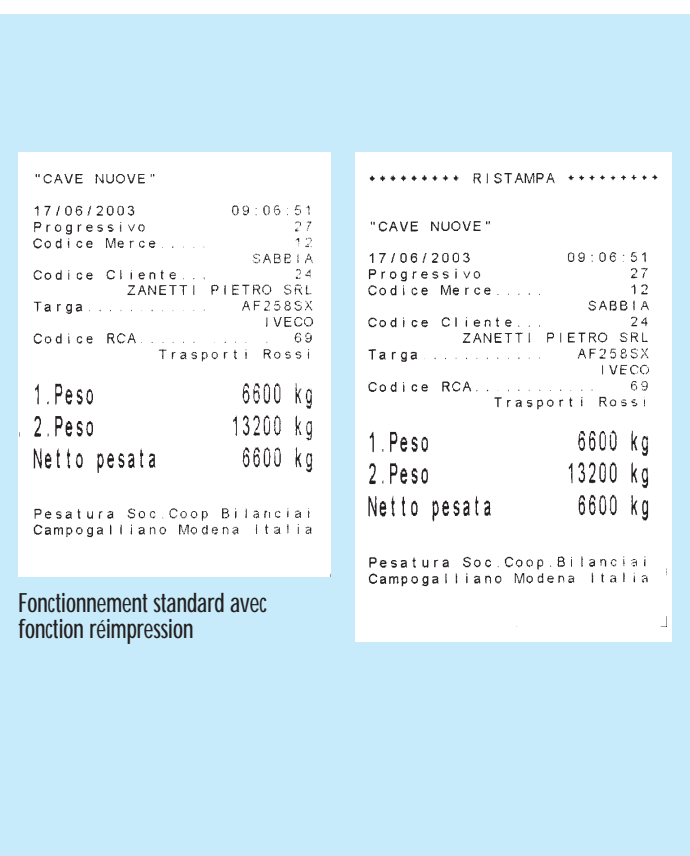 "CAVE NUOVE"
17/06/2003 09:06:51
Progressivo 27
Codice Merce..... 12
SABBIA
Codice Cliente... 24
ZANETTI PIETRO SRL
Targa............ AF258SX
IVECO
Codice RCA............ 69
Trasporti Rossi
1.Peso 6600 kg
2.Peso 13200 kg
Netto pesata 6600 kg
Pesatura Soc.Coop Bilanciai
Campogalliano Modena Italia
Fonctionnement standard avec
fonction réimpression
********* RISTAMPA *********
"CAVE NUOVE"
17/06/2003 09:06:51
Progressivo 27
Codice Merce..... 12
SABBIA
Codice Cliente... 24
ZANETTI PIETRO SRL
Targa............ AF258SX
IVECO
Codice RCA............ 69
Trasporti Rossi
1.Peso 6600 kg
2.Peso 13200 kg
Netto pesata 6600 kg
Pesatura Soc.Coop.Bilanciai
Campogalliano Modena Italia